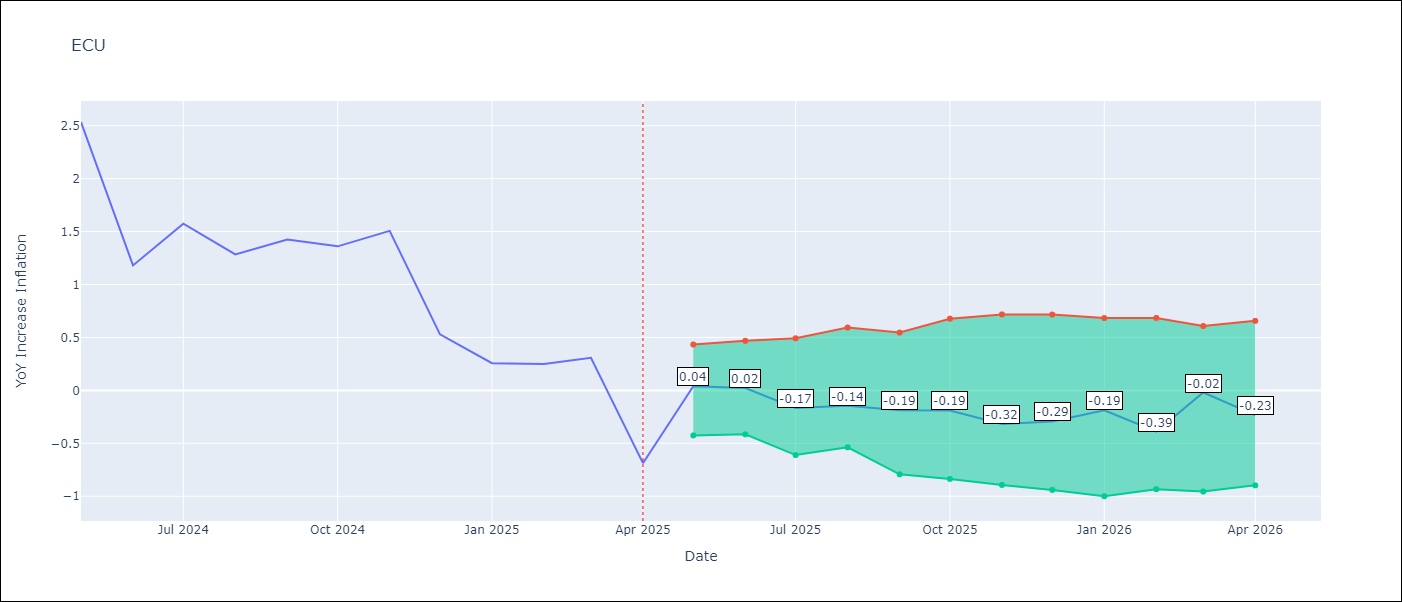 ECU
YoY Increase Inflation
2.5
2
1.5
1
0.5
0
−0.5
−1
0.04
0.02
-0.17
-0.14
-0.19
-0.19
-0.32
-0.29
-0.19
-0.39
-0.02
-0.23
Jul 2024
Oct 2024
Jan 2025
Apr 2025
Jul 2025
Oct 2025
Jan 2026
Apr 2026
Date